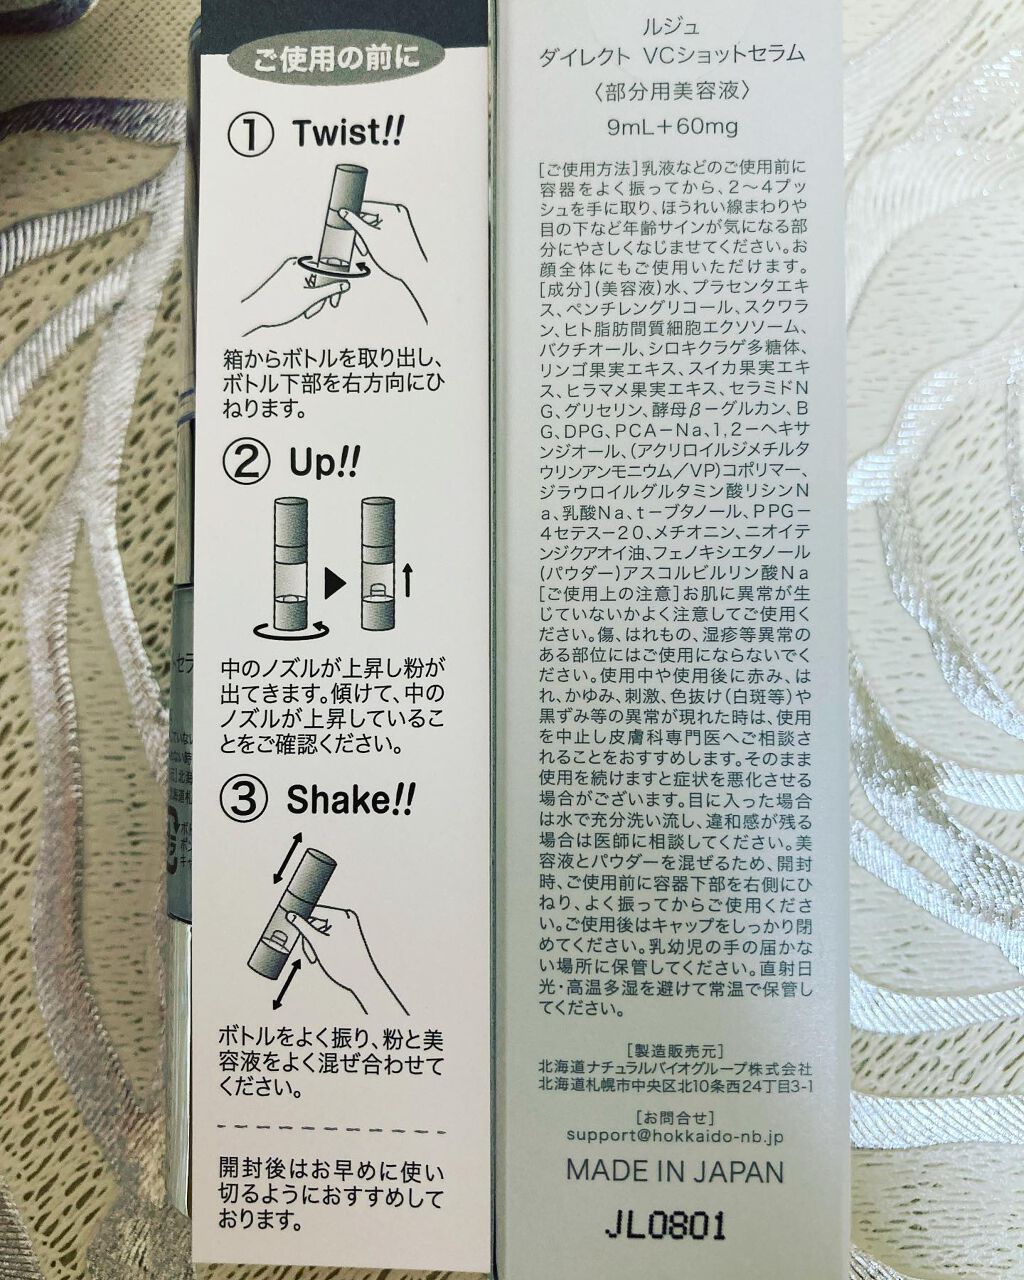 ご使用の前に
① Twist!!
箱からボトルを取り出し、
ボトル下部を右方向にひ
ねります。
② Up!!
中のノズルが上昇し粉が
出てきます。傾けて、中の
ノズルが上昇しているこ
とをご確認ください。
③ Shake!!
ボトルをよく振り、粉と美
容液をよく混ぜ合わせて
ください。
開封後はお早めに使い
切るようにおすすめして
おります。
ルジュ
ダイレクト VCショットセラム
〈部分用美容液〉
9mL+60mg
[ご使用方法]乳液などのご使用前に
容器をよく振ってから、2〜4プッ
シュを手に取り、ほうれい線まわりや
目の下など年齢サインが気になる部
分にやさしくなじませてください。お
顔全体にもご使用いただけます。
[成分](美容液)水、プラセンタエキ
ス、ペンチレングリコール、スクワラ
ン、ヒト脂肪間質細胞エクソソーム、
バクチオール、シロキクラゲ多糖体、
リンゴ果実エキス、スイカ果実エキ
ス、ヒラマメ果実エキス、セラミドN
G、グリセリン、酵母β-グルカン、B
G、DPG、PCA-Na、1,2-ヘキサ
ンジオール、(アクリロイルジメチルタ
ウリンアンモニウム/VP)コポリマー、
ジラウロイルグルタミン酸リシンN
a、乳酸Na、t-ブタノール、PPG-
4セテス-20、メチオニン、ニオイテ
ンジクアオイ油、フェノキシエタノール
(パウダー)アスコルビルリン酸Na
[ご使用上の注意]お肌に異常が生
じていないかよく注意してご使用く
ださい。傷、はれもの、湿疹等異常の
ある部位にはご使用にならないでく
ださい。使用中や使用後に赤み、は
れ、かゆみ、刺激、色抜け(白斑等)や
黒ずみ等の異常が現れた時は、使用
を中止し皮膚科専門医へご相談さ
れることをおすすめします。そのまま
使用を続けますと症状を悪化させる
場合がございます。目に入った場合
は水で充分洗い流し、違和感が残る
場合は医師に相談してください。美
容液とパウダーを混ぜるため、開封
時、ご使用前に容器下部を右側にひ
ねり、よく振ってからご使用くださ
い。ご使用後はキャップをしっかり閉
めてください。乳幼児の手の届かな
い場所に保管してください。直射日
光・高温多湿を避けて常温で保管し
てください。
[製造販売元]
北海道ナチュラルバイオグループ株式会社
北海道札幌市中央区北10条西24丁目3-1
[お問合せ]
support@hokkaido-nb.jp
MADE IN JAPAN
JL0801